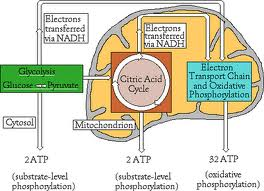 Electrons
transferred
via NADH
Electrons
transferred
via NADH
Glycolysis
Glucose Pyruvate
Citric Acid
Cycle
Electron
Transport Chain
and Oxidative
Phosphorylation
Cytosol
Mitochondrion
2 ATP
(substrate-level
phosphorylation)
2 ATP
(substrate-level
phosphorylation)
32 ATP
(oxidative
phosphorylation)